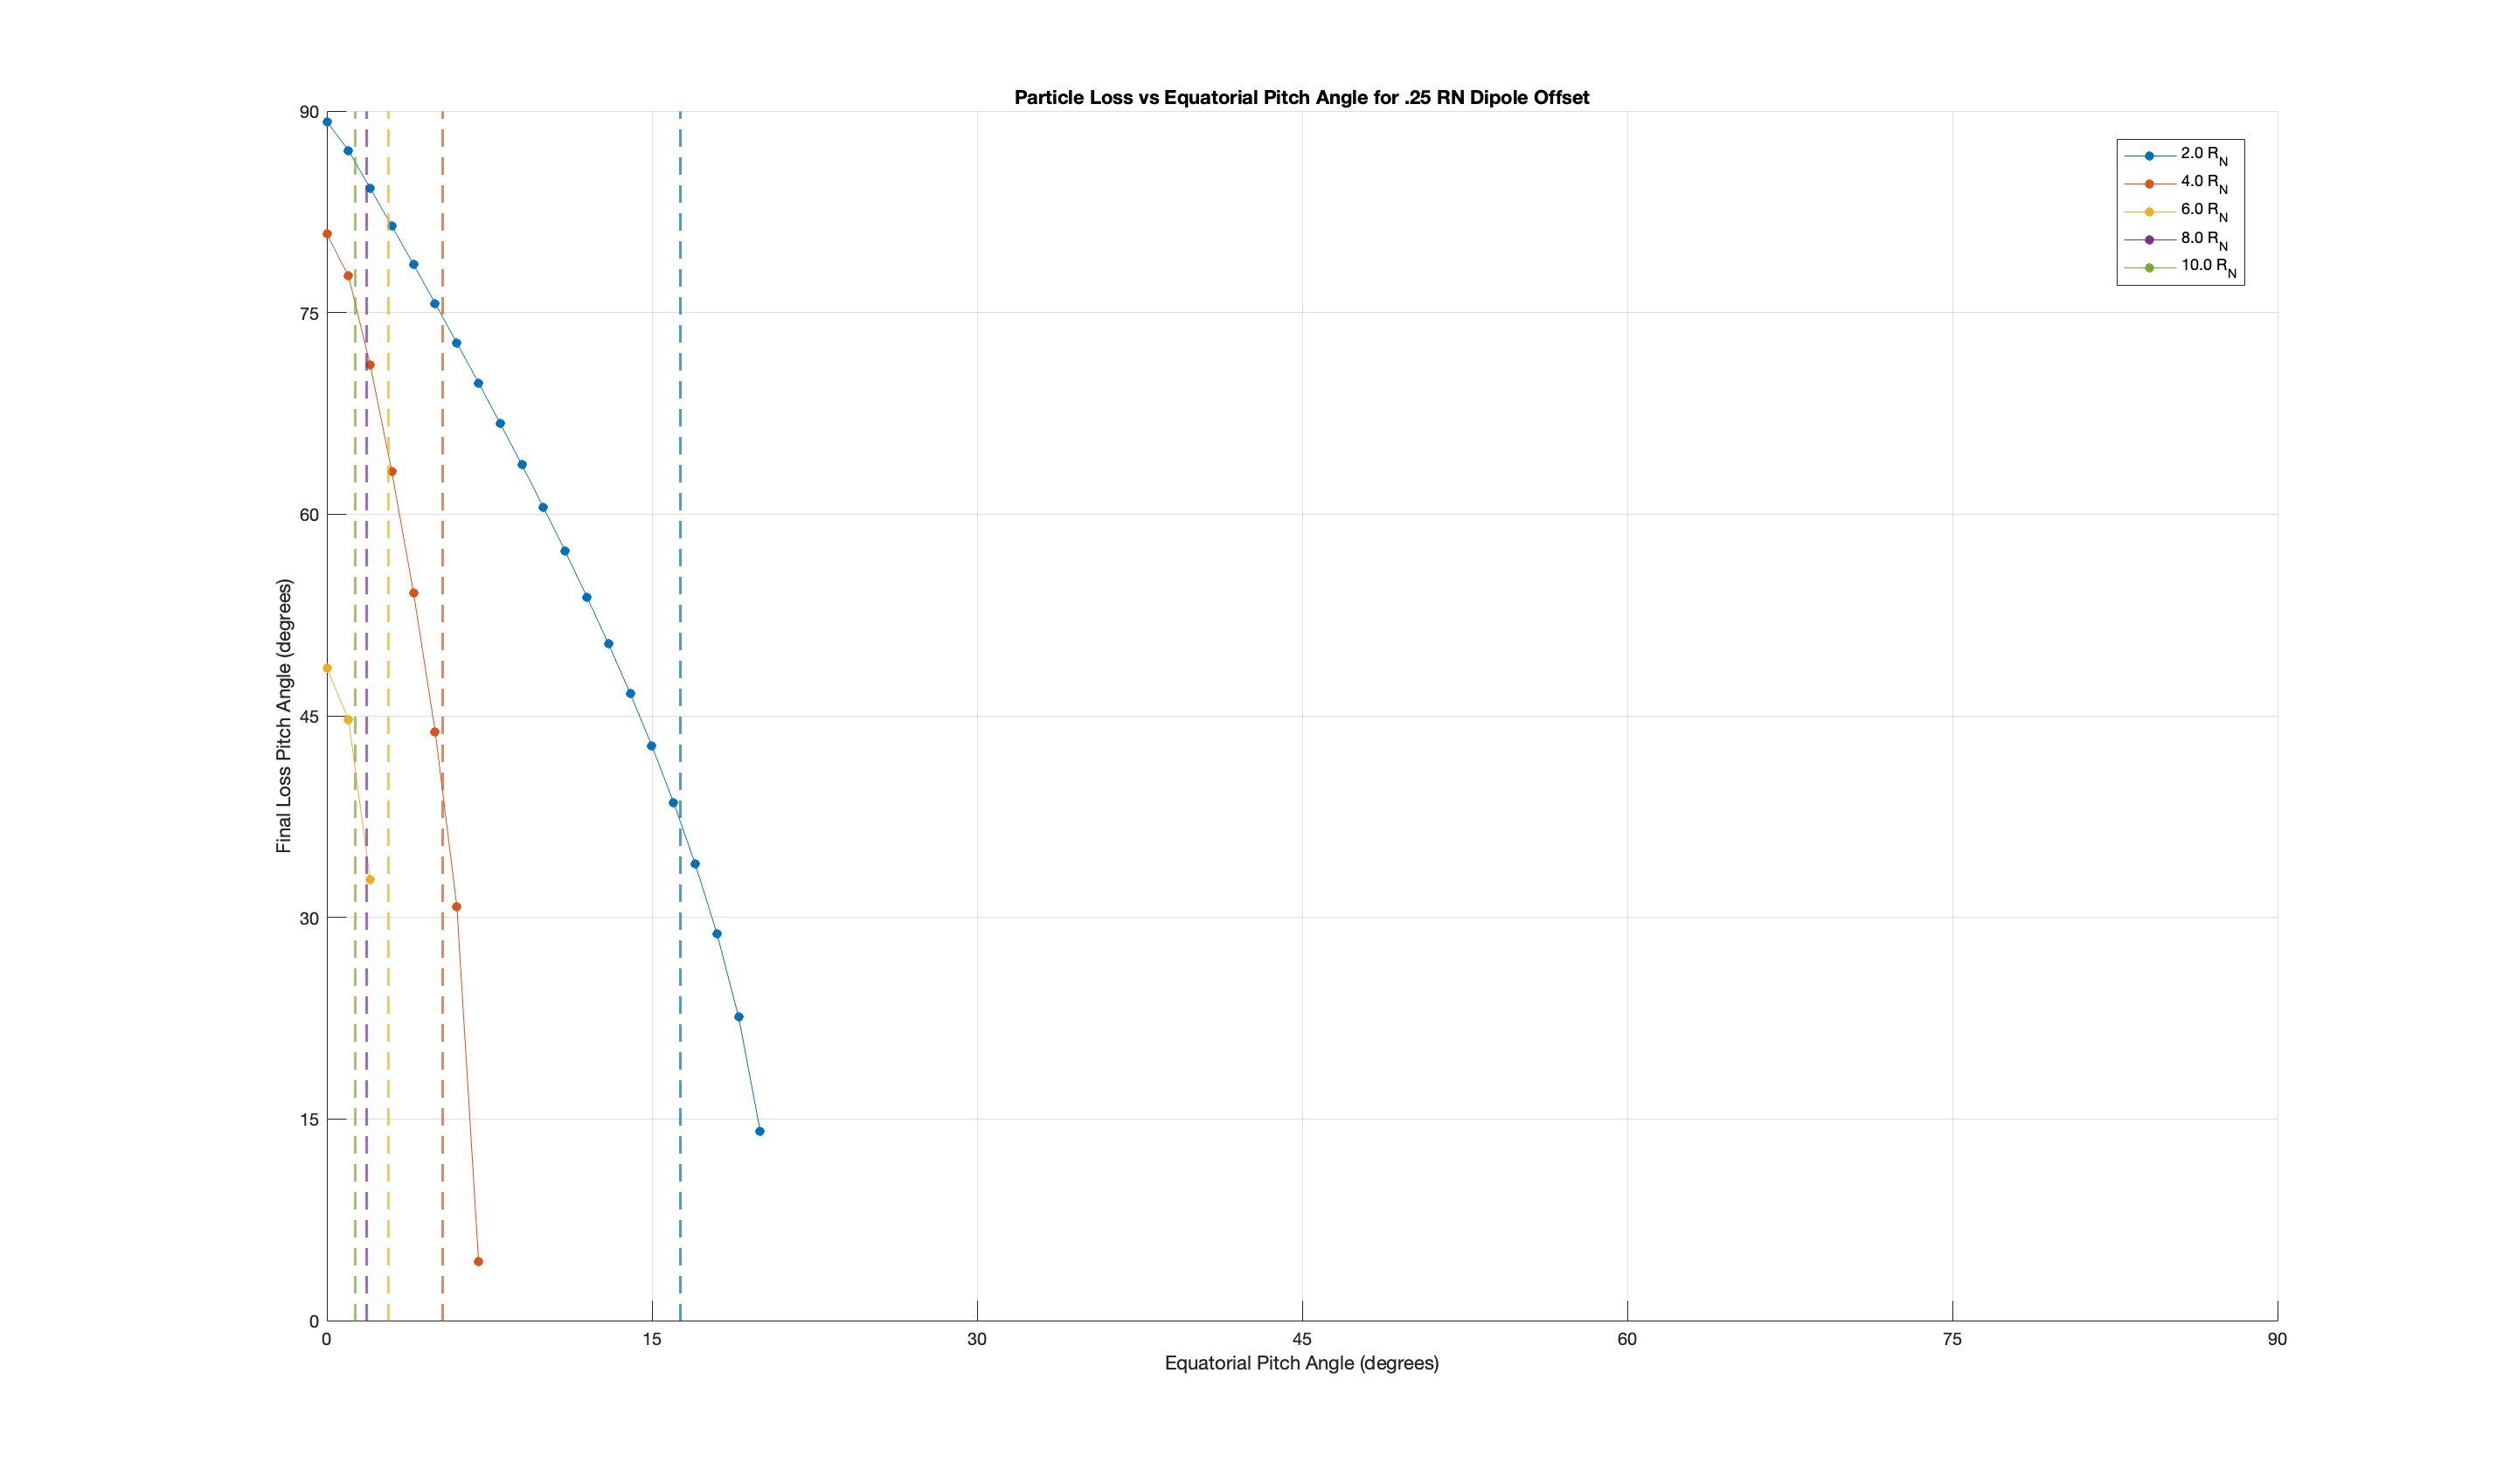 Particle Loss vs Equatorial Pitch Angle for .25 RN Dipole Offset
90
75
60
45
30
15
0
Final Loss Pitch Angle (degrees)
2.0 R_N
4.0 R_N
6.0 R_N
8.0 R_N
10.0 R_N
0 15 30 45 60 75 90
Equatorial Pitch Angle (degrees)